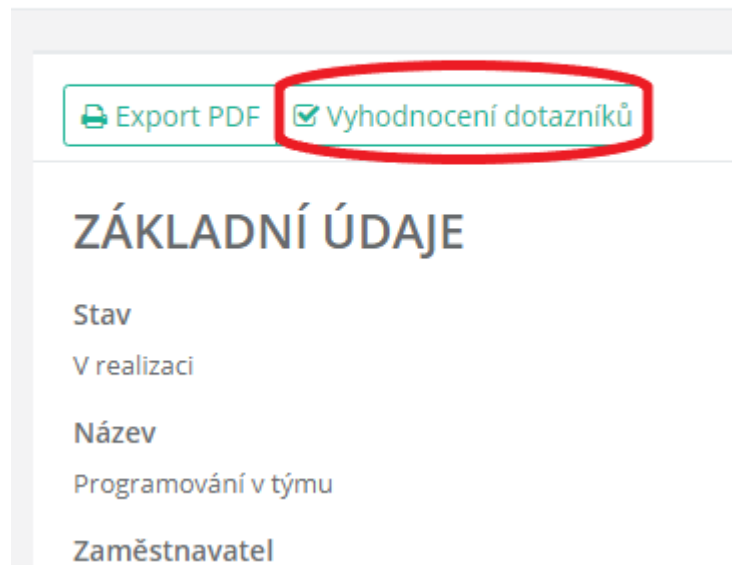 Export PDF Vyhodnocení dotazníků
ZÁKLADNÍ ÚDAJE
Stav
V realizaci
Název
Programování v týmu
Zaměstnavatel